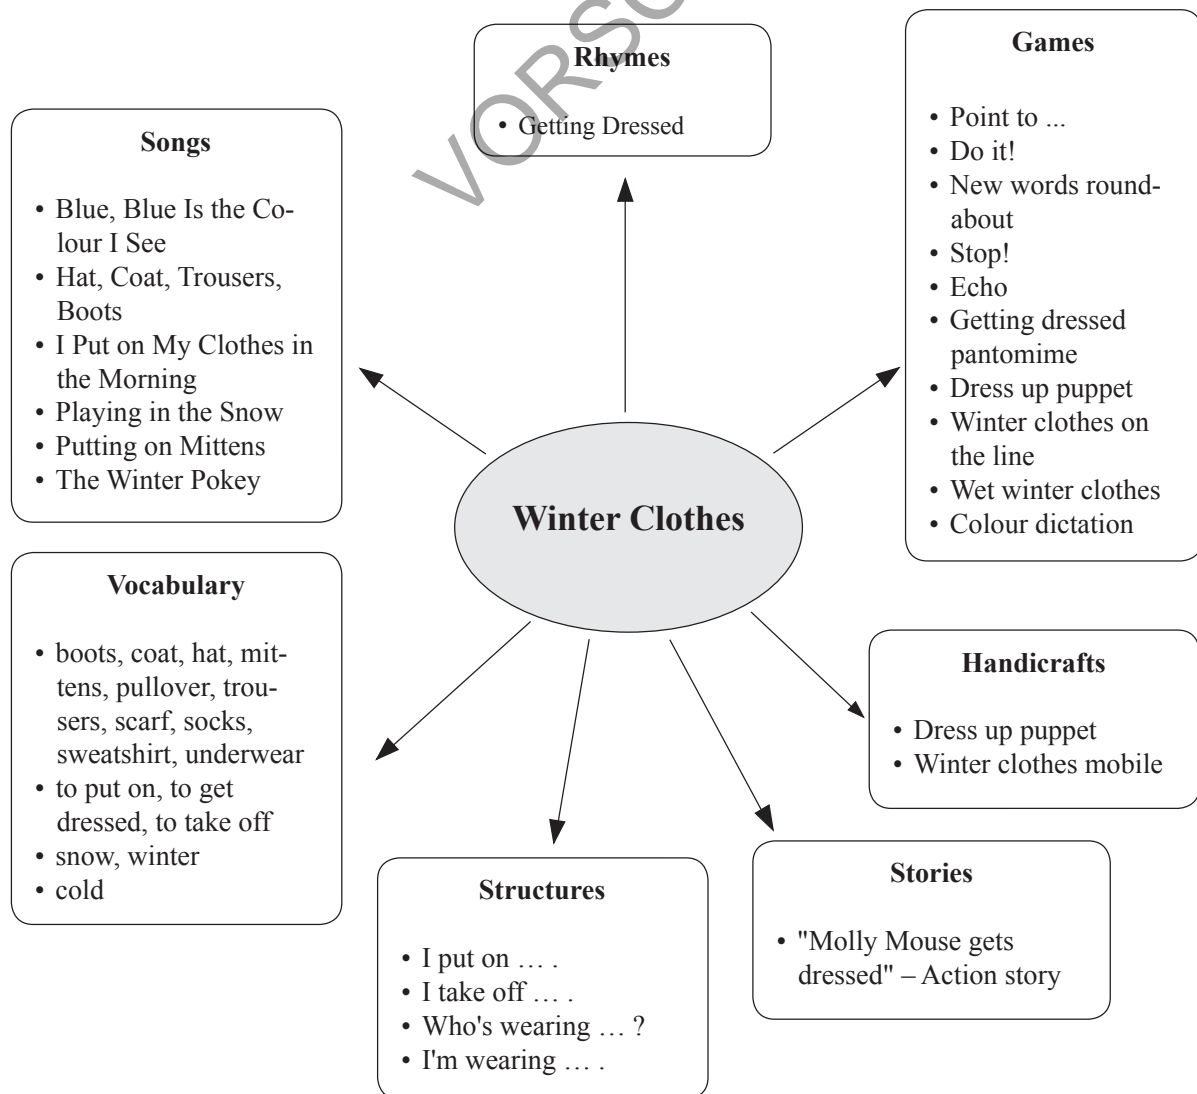 Rhymes
• Getting Dressed
Games
• Point to ...
• Do it!
• New words round-
about
• Stop!
• Echo
• Getting dressed
pantomime
• Dress up puppet
• Winter clothes on
the line
• Wet winter clothes
• Colour dictation
Songs
• Blue, Blue Is the Co-
lour I See
• Hat, Coat, Trousers,
Boots
• I Put on My Clothes in
the Morning
• Playing in the Snow
• Putting on Mittens
• The Winter Pokey
Winter Clothes
Vocabulary
• boots, coat, hat, mit-
tens, pullover, trou-
sers, scarf, socks,
sweatshirt, underwear
• to put on, to get
dressed, to take off
• snow, winter
• cold
Handicrafts
• Dress up puppet
• Winter clothes mobile
Structures
• I put on … .
• I take off … .
• Who's wearing … ?
• I'm wearing … .
Stories
• "Molly Mouse gets
dressed" – Action story
VORSC